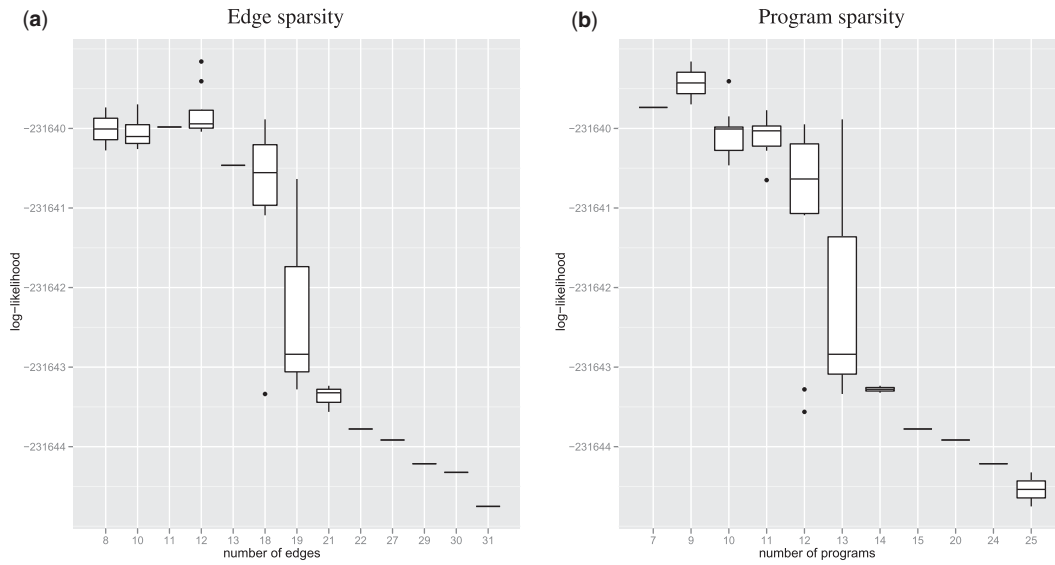 (a) Edge sparsity
log−likelihood
−231640
−231641
−231642
−231643
−231644
8 10 11 12 13 18 19 21 22 27 29 30 31
number of edges
(b) Program sparsity
log−likelihood
−231640
−231641
−231642
−231643
−231644
7 9 10 11 12 13 14 15 20 24 25
number of programs